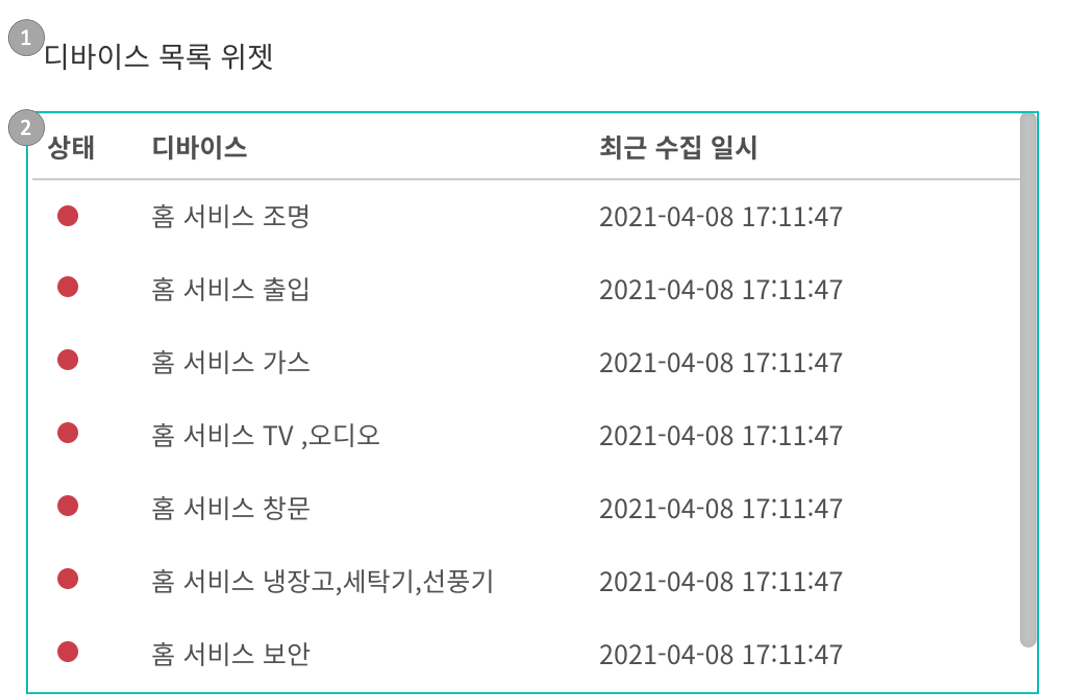 1
디바이스 목록 위젯
2
상태 디바이스 최근 수집 일시
홈 서비스 조명 2021-04-08 17:11:47
홈 서비스 출입 2021-04-08 17:11:47
홈 서비스 가스 2021-04-08 17:11:47
홈 서비스 TV ,오디오 2021-04-08 17:11:47
홈 서비스 창문 2021-04-08 17:11:47
홈 서비스 냉장고,세탁기,선풍기 2021-04-08 17:11:47
홈 서비스 보안 2021-04-08 17:11:47